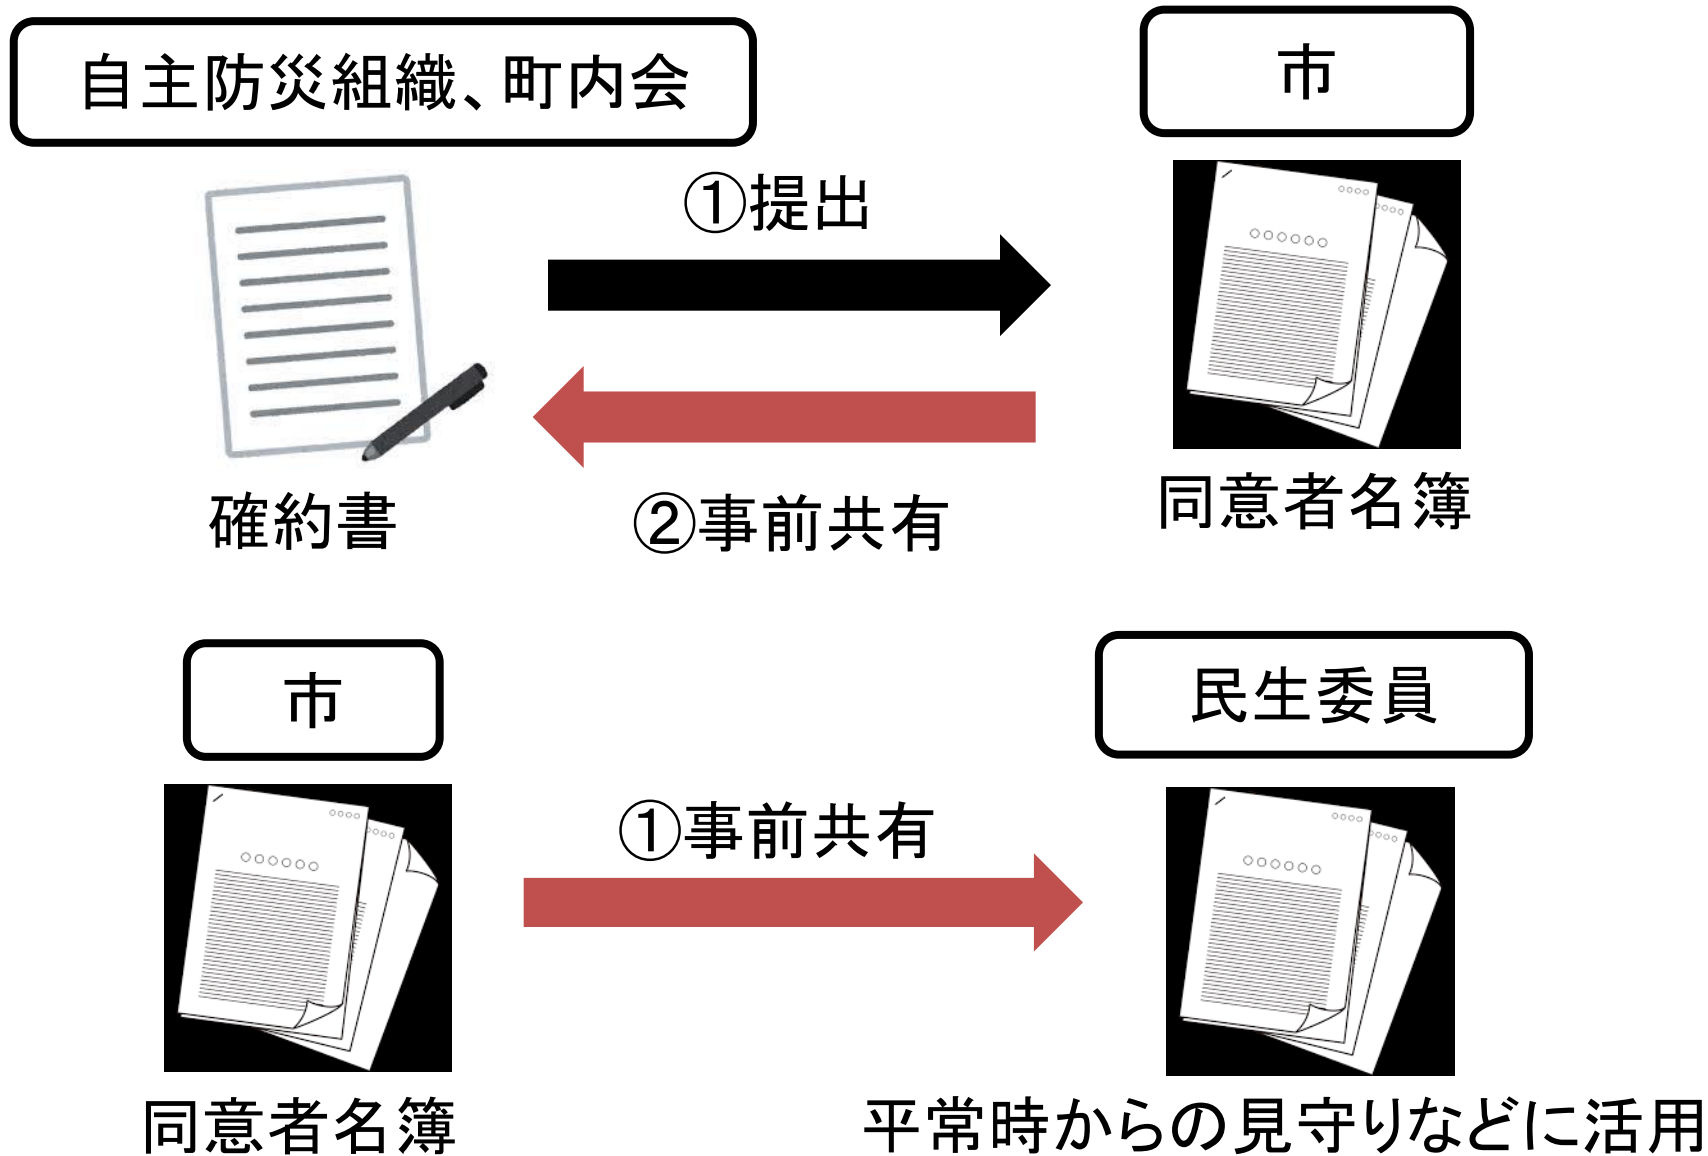 自主防災組織、町内会
市
①提出
②事前共有
確約書
同意者名簿
市
民生委員
①事前共有
同意者名簿
平常時からの見守りなどに活用